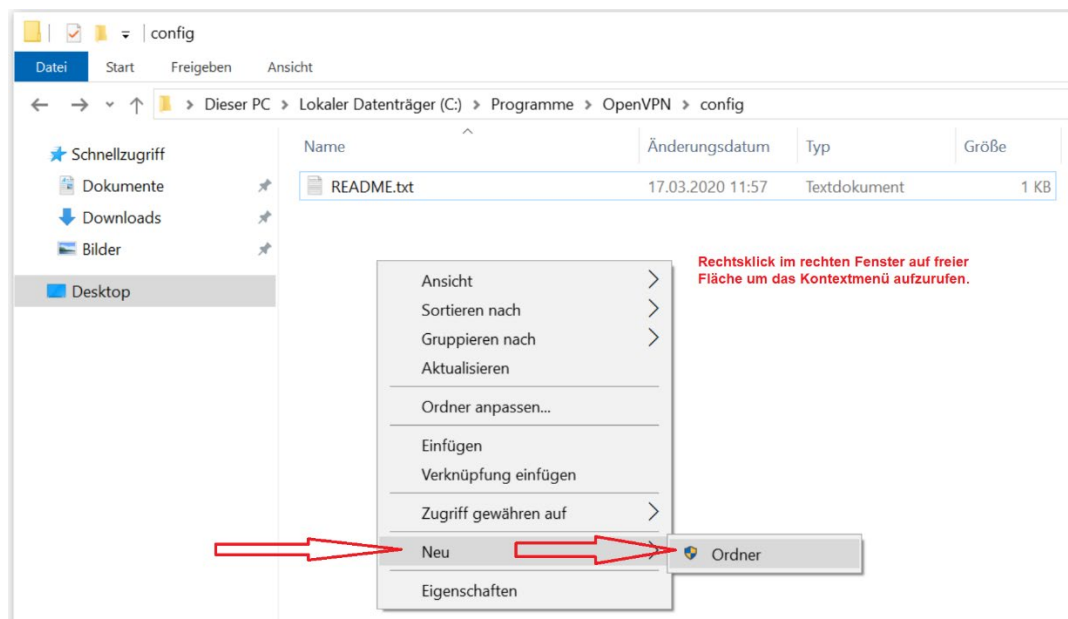 config
Datei Start Freigeben Ansicht
Dieser PC > Lokaler Datenträger (C:) > Programme > OpenVPN > config
Schnellzugriff
Dokumente
Downloads
Bilder
Desktop
Name Änderungsdatum Typ Größe
README.txt 17.03.2020 11:57 Textdokument 1 KB
Rechtsklick im rechten Fenster auf freier
Fläche um das Kontextmenü aufzurufen.
Ansicht
Sortieren nach
Gruppieren nach
Aktualisieren
Ordner anpassen...
Einfügen
Verknüpfung einfügen
Zugriff gewähren auf
Neu
Ordner
Eigenschaften